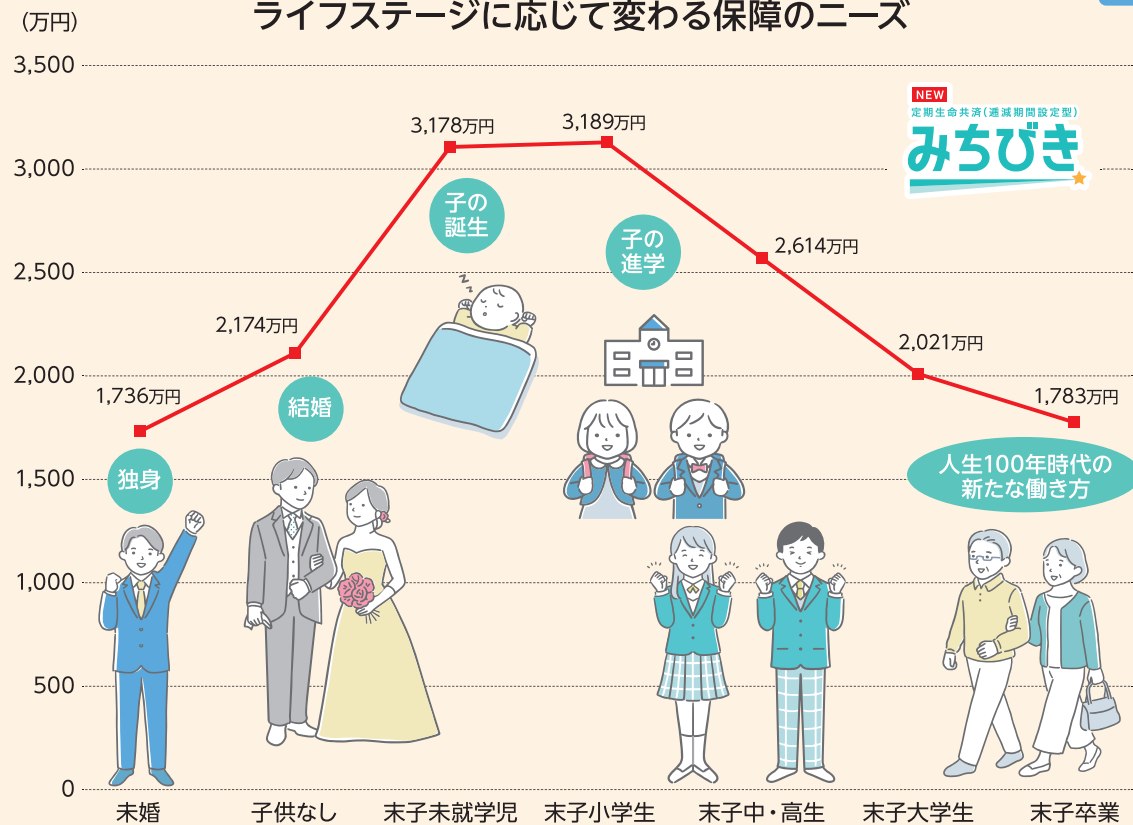 ライフステージに応じて変わる保障のニーズ
(万円)
3,500
3,000
2,500
2,000
1,500
1,000
500
0
NEW
定期生命共済(逓減期間設定型)
みちびき
1,736万円
2,174万円
3,178万円
3,189万円
2,614万円
2,021万円
1,783万円
独身
結婚
子の
誕生
zzz
子の
進学
人生100年時代の
新たな働き方
未婚
子供なし
末子未就学児
末子小学生
末子中・高生
末子大学生
末子卒業